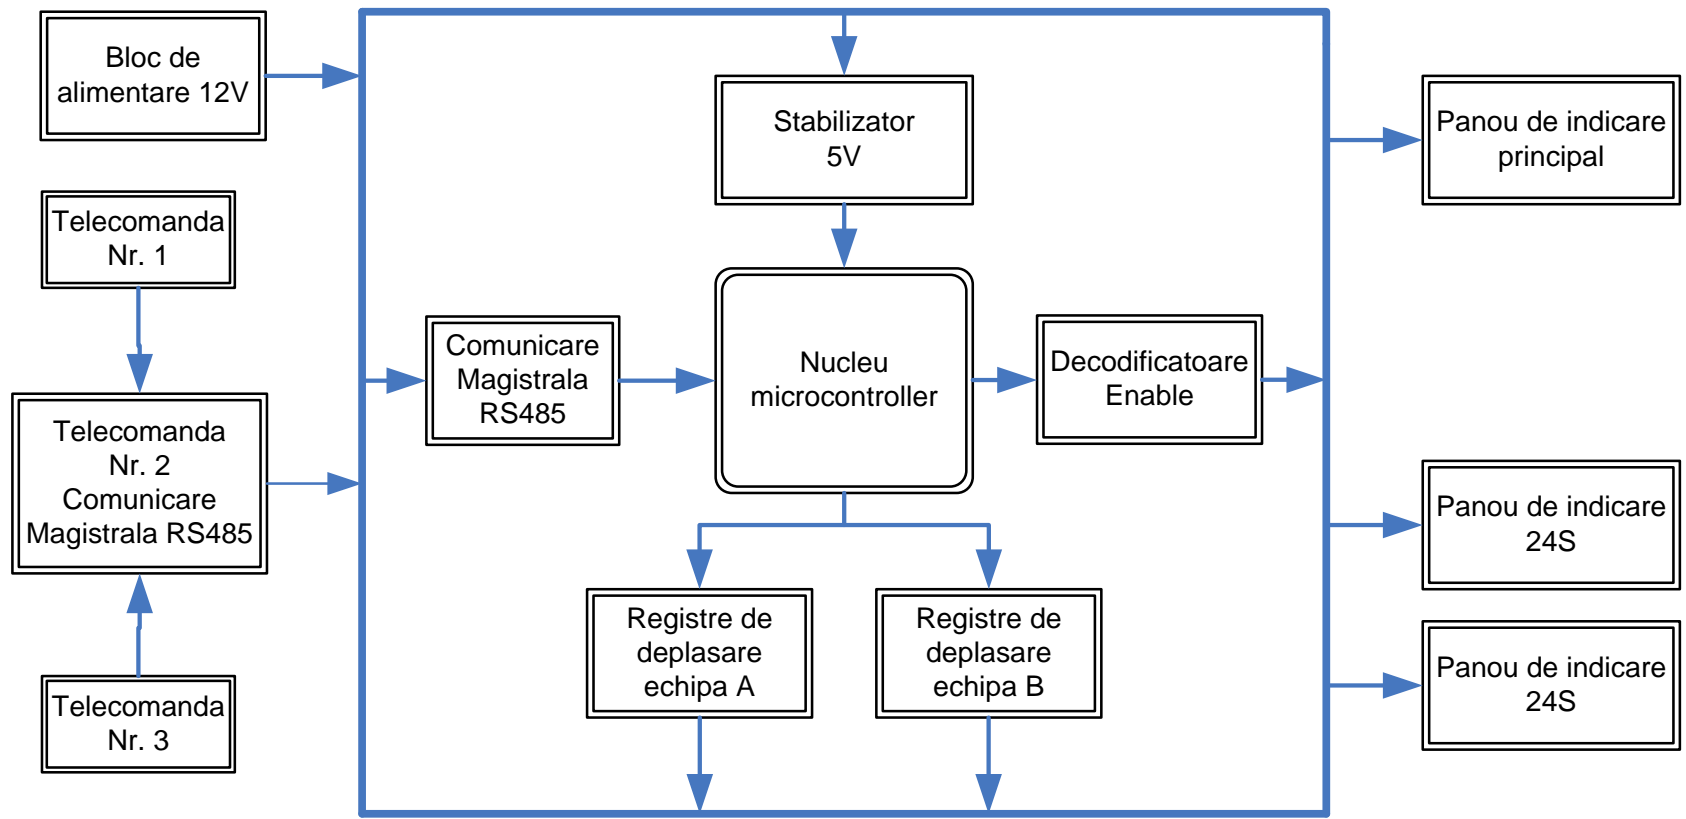 Bloc de
alimentare 12V
Stabilizator
5V
Panou de indicare
principal
Telecomanda
Nr. 1
Comunicare
Magistrala
RS485
Nucleu
microcontroller
Decodificatoare
Enable
Telecomanda
Nr. 2
Comunicare
Magistrala RS485
Panou de indicare
24S
Registre de
deplasare
echipa A
Registre de
deplasare
echipa B
Panou de indicare
24S
Telecomanda
Nr. 3